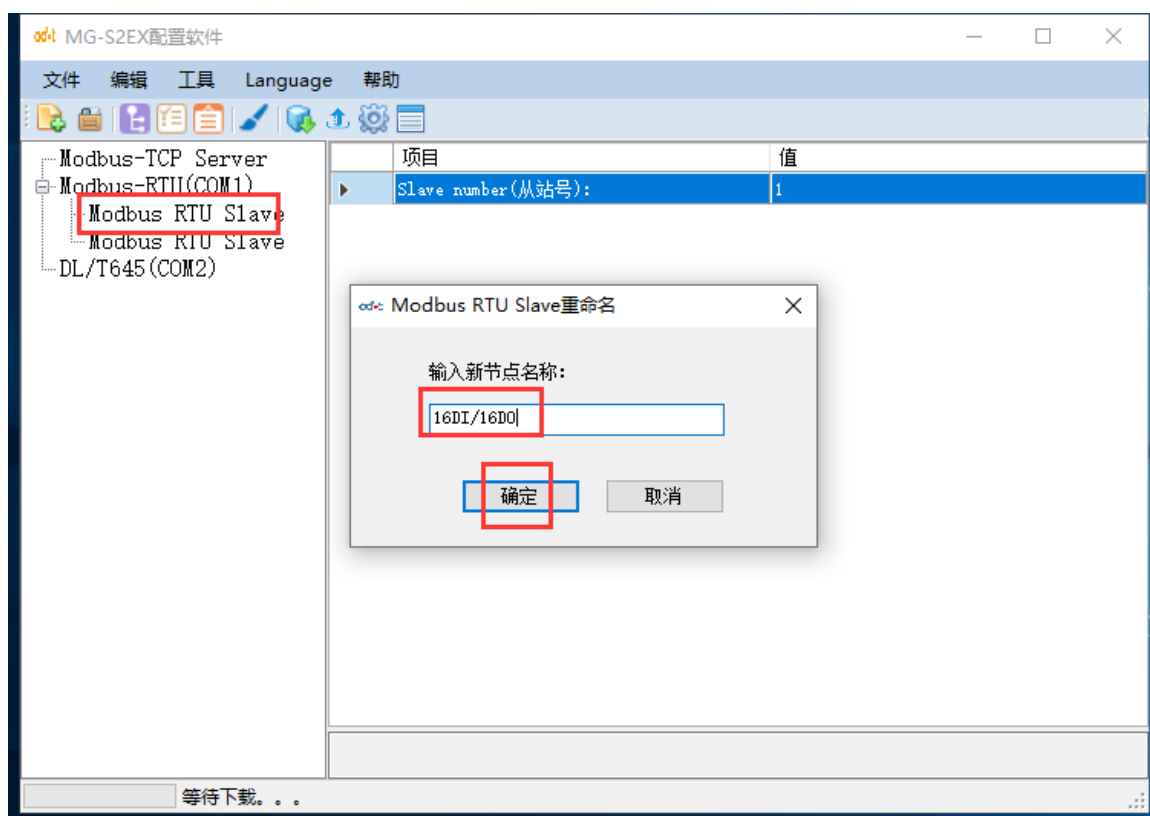 odot MG-S2EX配置软件
文件 编辑 工具 Language 帮助
Modbus-TCP Server
Modbus-RTU(COM1)
Modbus RTU Slave
Modbus RTU Slave
DL/T645(COM2)
项目 值
Slave number(从站号): 1
odot Modbus RTU Slave重命名
输入新节点名称:
16DI/16DO
确定 取消
等待下载。。。